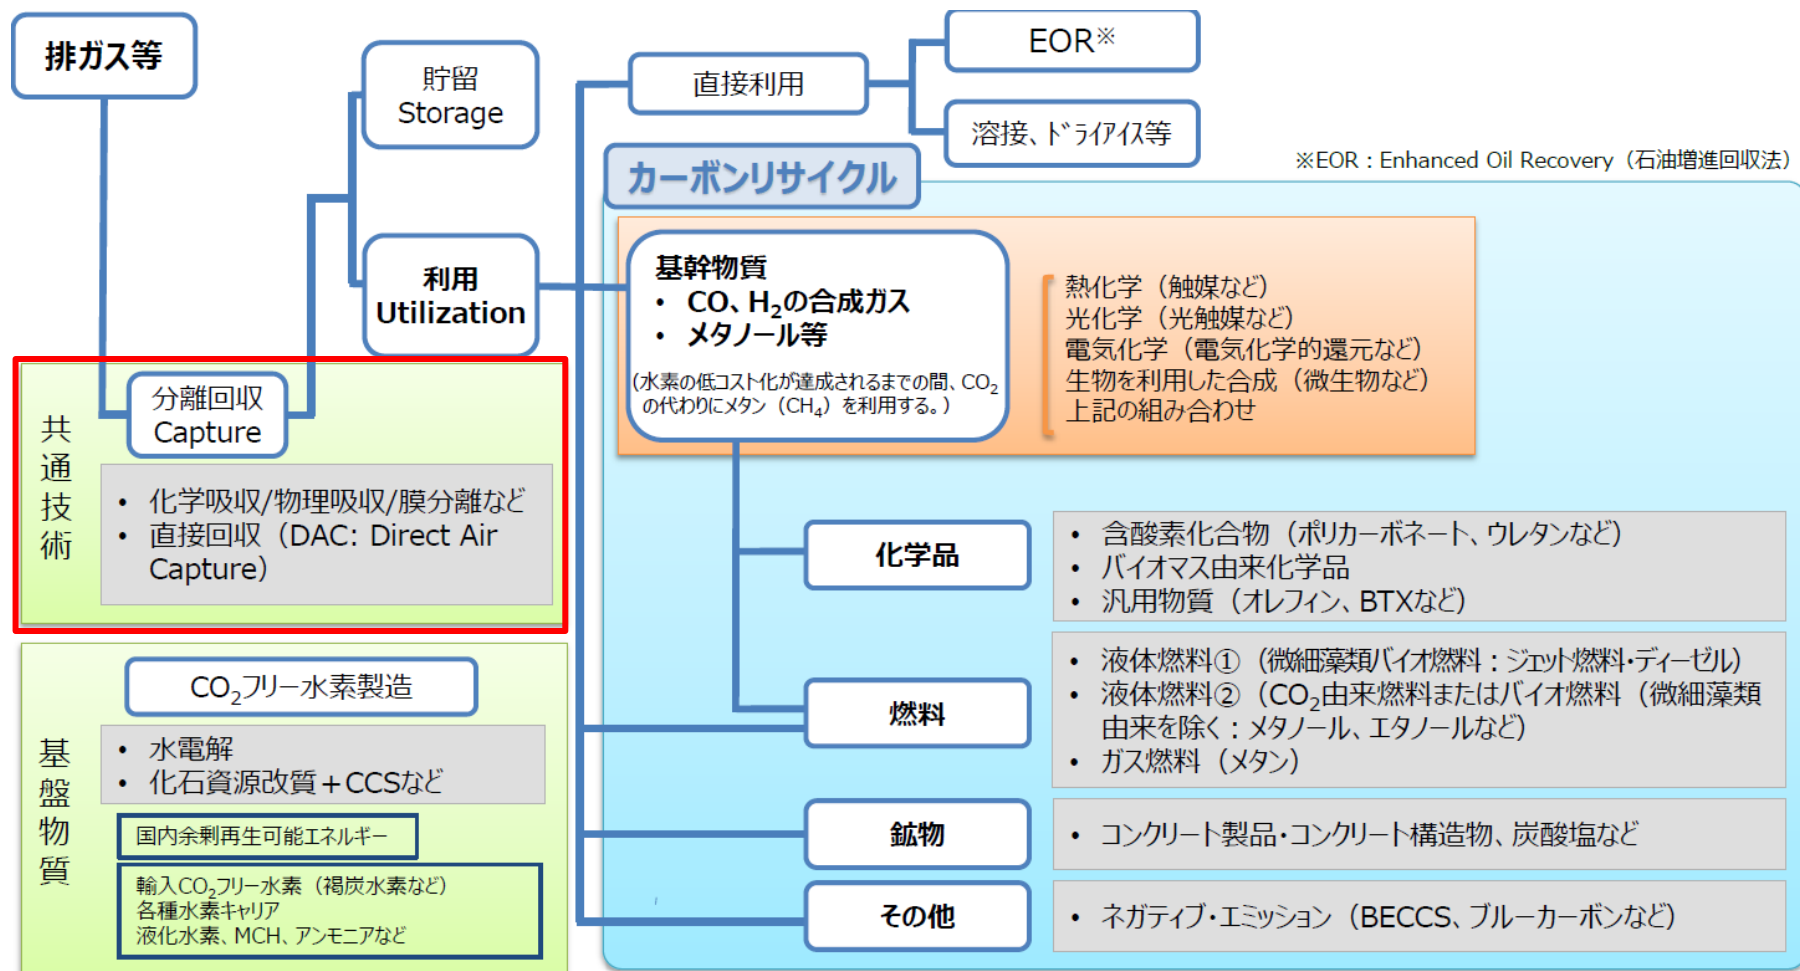 排ガス等
貯留
Storage
利用
Utilization
直接利用
EOR※
溶接、ドライアイス等
※EOR：Enhanced Oil Recovery（石油増進回収法）
カーボンリサイクル
基幹物質
• CO、H₂の合成ガス
• メタノール等
(水素の低コスト化が達成されるまでの間、CO₂
の代わりにメタン（CH₄）を利用する。)
熱化学（触媒など）
光化学（光触媒など）
電気化学（電気化学的還元など）
生物を利用した合成（微生物など）
上記の組み合わせ
共通技術
分離回収
Capture
• 化学吸収/物理吸収/膜分離など
• 直接回収（DAC: Direct Air
Capture）
基盤物質
CO₂フリー水素製造
• 水電解
• 化石資源改質＋CCSなど
国内余剰再生可能エネルギー
輸入CO₂フリー水素（褐炭水素など）
各種水素キャリア
液化水素、MCH、アンモニアなど
化学品
• 含酸素化合物（ポリカーボネート、ウレタンなど）
• バイオマス由来化学品
• 汎用物質（オレフィン、BTXなど）
燃料
• 液体燃料①（微細藻類バイオ燃料：ジェット燃料・ディーゼル）
• 液体燃料②（CO₂由来燃料またはバイオ燃料（微細藻類
由来を除く：メタノール、エタノールなど）
• ガス燃料（メタン）
鉱物
• コンクリート製品・コンクリート構造物、炭酸塩など
その他
• ネガティブ・エミッション（BECCS、ブルーカーボンなど）